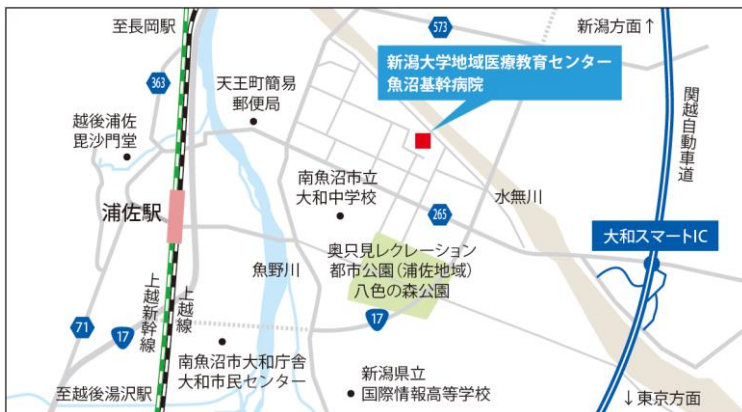 至長岡駅
573
新潟方面↑
新潟大学地域医療教育センター
魚沼基幹病院
363
天王町簡易
郵便局
越後浦佐
毘沙門堂
関越自動車道
南魚沼市立
大和中学校
浦佐駅
265
水無川
大和スマートIC
奥只見レクレーション
都市公園(浦佐地域)
八色の森公園
魚野川
上越新幹線
上越線
17
71
17
南魚沼市大和庁舎
大和市民センター
新潟県立
国際情報高等学校
至越後湯沢駅
↓東京方面